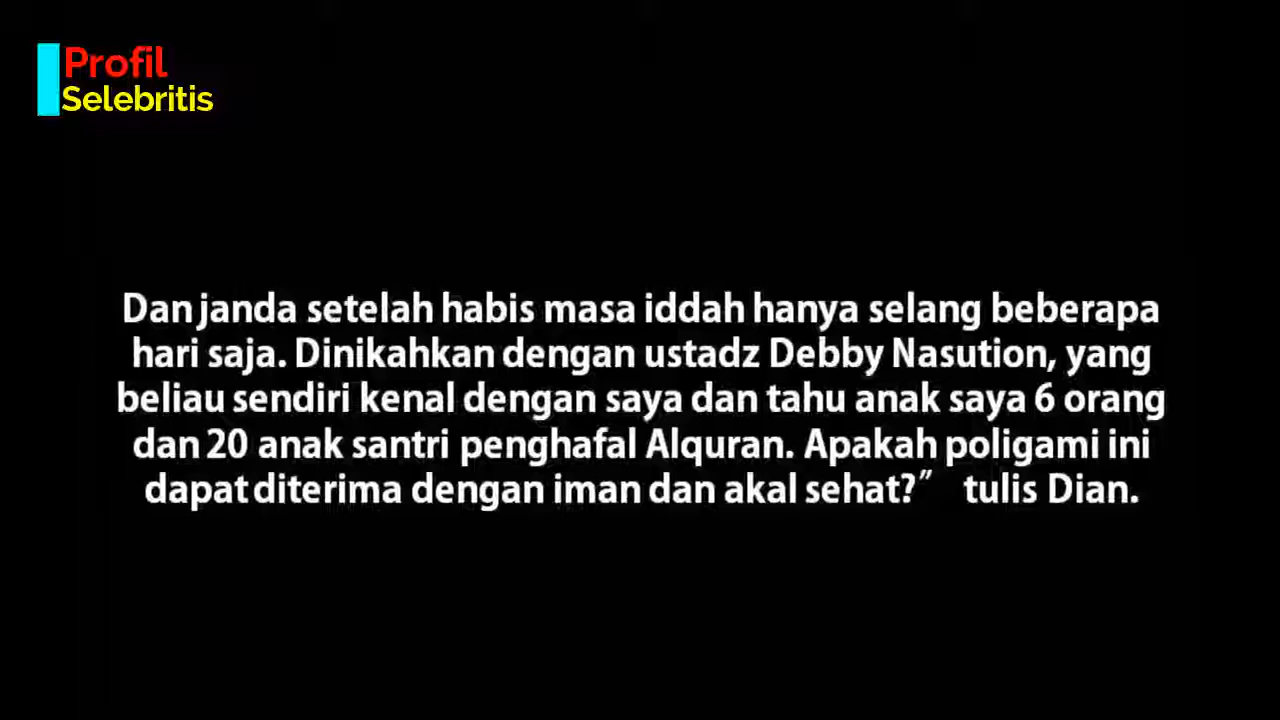 Profil
Selebritis
Dan janda setelah habis masa iddah hanya selang beberapa
hari saja. Dinikahkan dengan ustadz Debby Nasution, yang
beliau sendiri kenal dengan saya dan tahu anak saya 6 orang
dan 20 anak santri penghafal Alquran. Apakah poligami ini
dapat diterima dengan iman dan akal sehat?” tulis Dian.